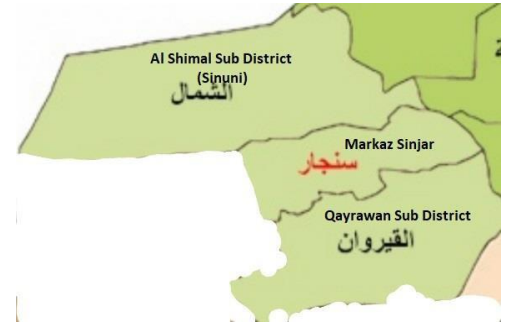 Al Shimal Sub District
(Sinuni)
الشمال
Markaz Sinjar
سنجار
Qayrawan Sub District
القيروان